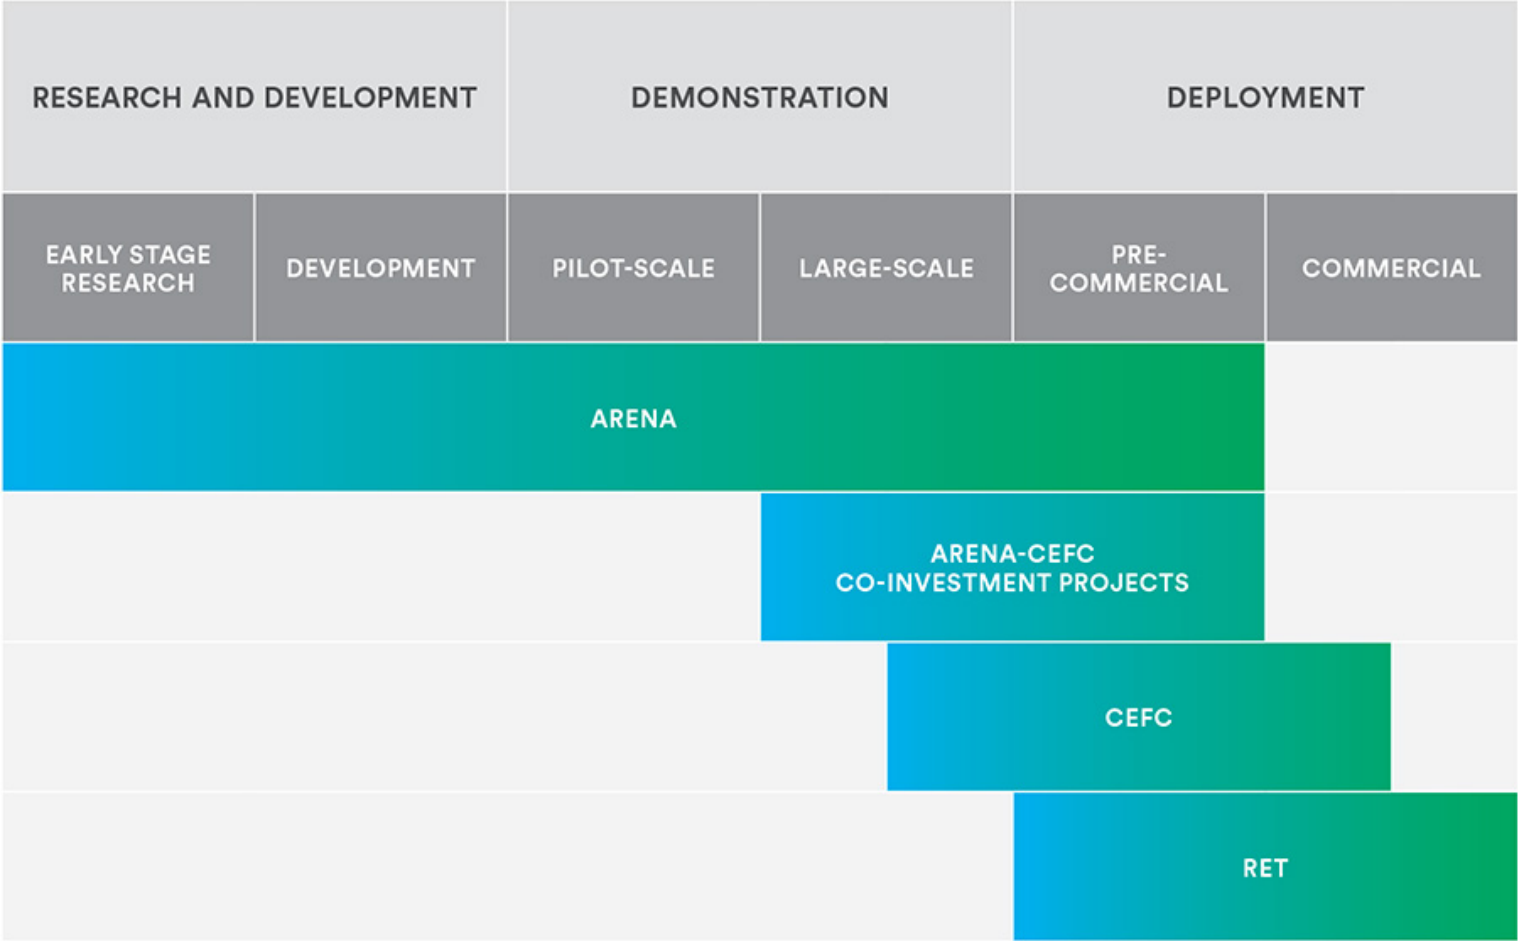 RESEARCH AND DEVELOPMENT
DEMONSTRATION
DEPLOYMENT
EARLY STAGE
RESEARCH
DEVELOPMENT
PILOT-SCALE
LARGE-SCALE
PRE-
COMMERCIAL
COMMERCIAL
ARENA
ARENA-CEFC
CO-INVESTMENT PROJECTS
CEFC
RET